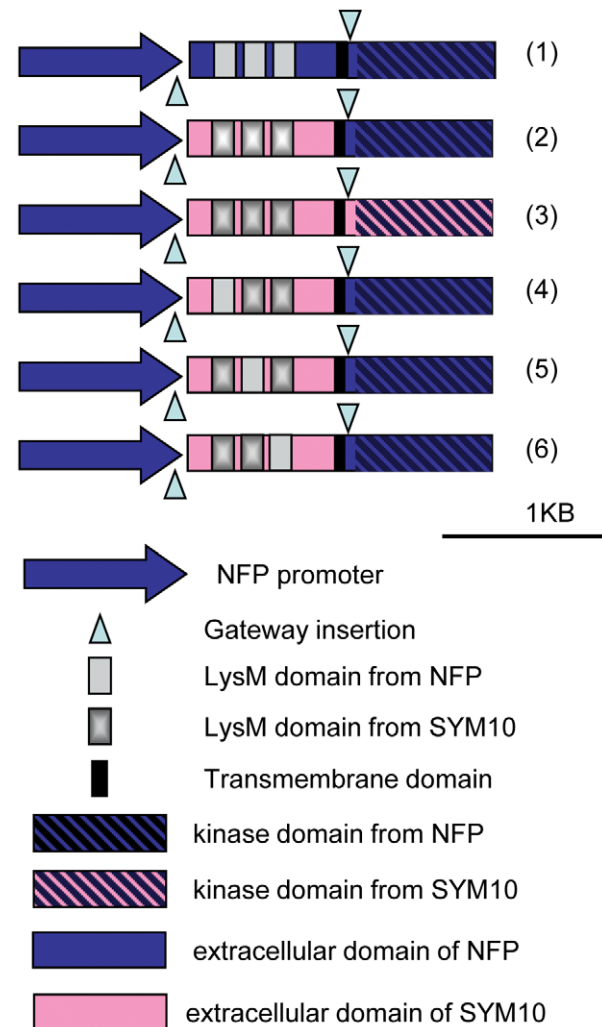 (1)
(2)
(3)
(4)
(5)
(6)
1KB
NFP promoter
Gateway insertion
LysM domain from NFP
LysM domain from SYM10
Transmembrane domain
kinase domain from NFP
kinase domain from SYM10
extracellular domain of NFP
extracellular domain of SYM10